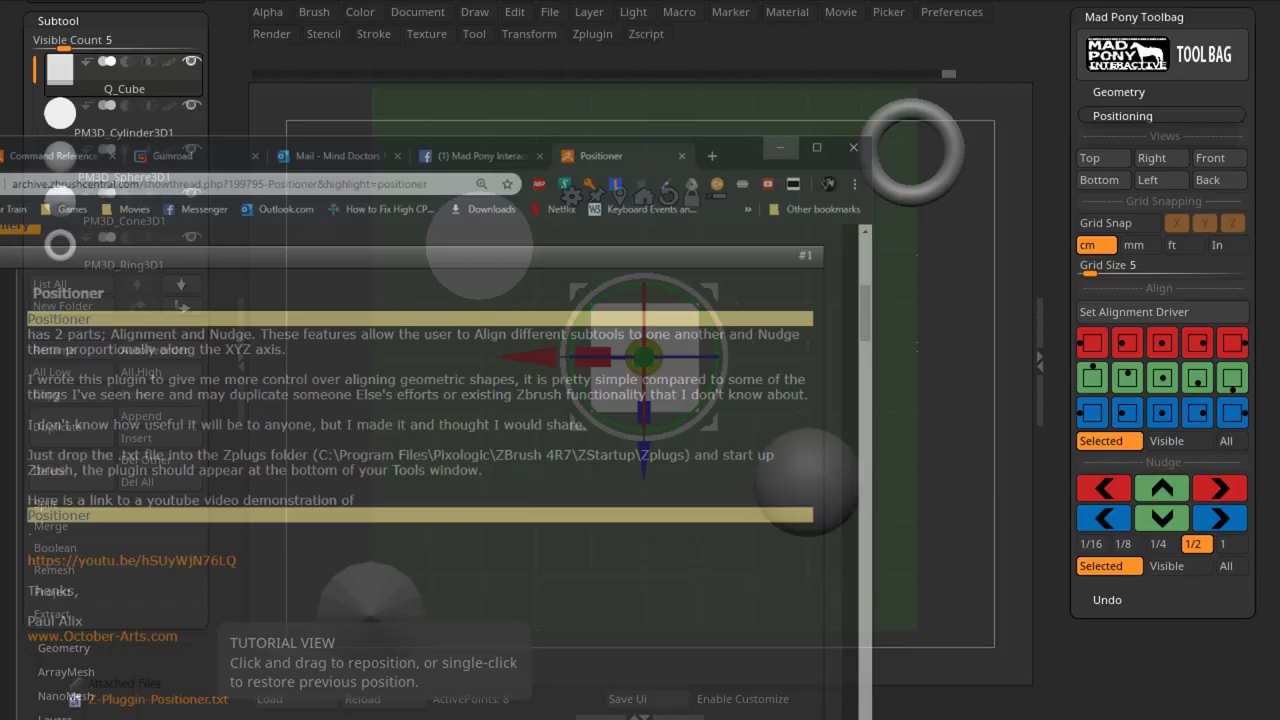 Alpha Brush Color Document Draw Edit File Layer Light Macro Marker Material Movie Picker Preferences
Render Stencil Stroke Texture Tool Transform Zplugin Zscript
Subtool
Visible Count 5
Q_Cube
PM3D_Cylinder3D1
PM3D_Sphere3D1
PM3D_Cone3D1
PM3D_Ring3D1
List All
New Folder
All Low
All High
Append
Insert
Del Other
Del All
Split
Merge
Boolean
Remesh
Project
Extract
Geometry
ArrayMesh
NanoMesh
Layers
Command Reference
Gumroad
Mail - Mind Doctors
(1) Mad Pony Interac
Positioner
archive.zbrushcentral.com/showthread.php?199795-Positioner&highlight=positioner
r Train Games Movies Messenger Outlook.com How to Fix High CP... Downloads Netflix Keyboard Events an... » Other bookmarks
#1
Positioner
Positioner
has 2 parts; Alignment and Nudge. These features allow the user to Align different subtools to one another and Nudge
them proportionally along the XYZ axis.
I wrote this plugin to give me more control over aligning geometric shapes, it is pretty simple compared to some of the
things I've seen here and may duplicate someone Else's efforts or existing Zbrush functionality that I don't know about.
I don't know how useful it will be to anyone, but I made it and thought I would share.
Just drop the .txt file into the Zplugs folder (C:\Program Files\Pixologic\ZBrush 4R7\ZStartup\Zplugs) and start up
Zbrush, the plugin should appear at the bottom of your Tools window.
Here is a link to a youtube video demonstration of
Positioner
.
https://youtu.be/hSUyWjN76LQ
Thanks,
Paul Alix
www.October-Arts.com
Attached Files
Z-Pluggin-Positioner.txt
TUTORIAL VIEW
Click and drag to reposition, or single-click
to restore previous position.
Load Reload ActivePoints: 8 Save Ui Enable Customize
Mad Pony Toolbag
MAD PONY INTERACTIVE TOOL BAG
Geometry
Positioning
Views
Top Right Front
Bottom Left Back
Grid Snapping
Grid Snap X Y Z
cm mm ft In
Grid Size 5
Align
Set Alignment Driver
Selected Visible All
Nudge
1/16 1/8 1/4 1/2 1
Selected Visible All
Undo